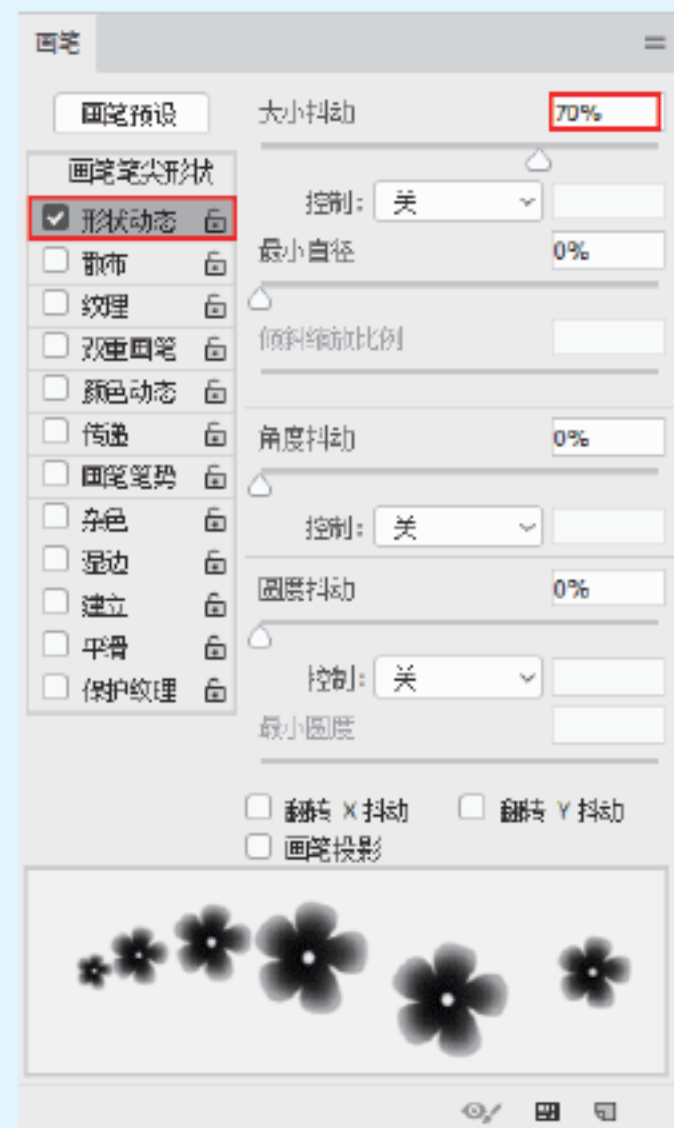 画笔
画笔预设
画笔笔尖形状
形状动态
散布
纹理
双重画笔
颜色动态
传递
画笔笔势
杂色
湿边
建立
平滑
保护纹理
大小抖动 70%
控制: 关
最小直径 0%
倾斜缩放比例
角度抖动 0%
控制: 关
圆度抖动 0%
控制: 关
最小圆度
翻转 X 抖动 翻转 Y 抖动
画笔投影